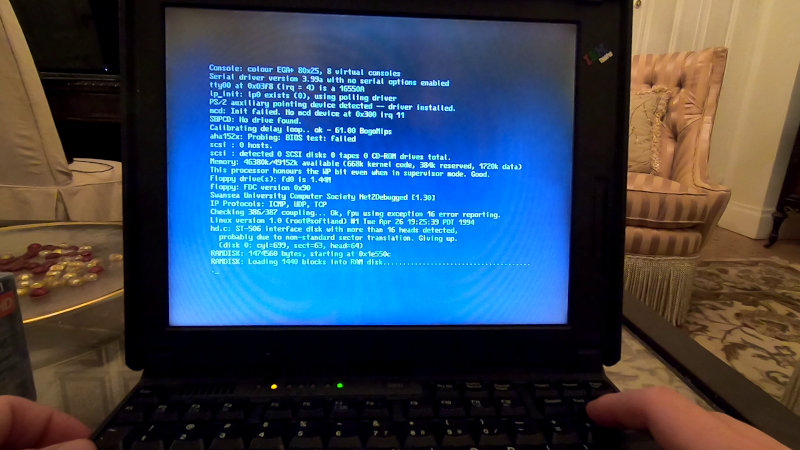 Console: colour EGA+ 80x25, 8 virtual consoles
Serial driver version 3.99a with no serial options enabled
tty00 at 0x03f8 (irq = 4) is a 16550A
lp_init: lp0 exists (0), using polling driver
PS/2 auxiliary pointing device detected -- driver installed.
mcd: Init failed. No mcd device at 0x300 irq 11
SBPCD: No drive found.
Calibrating delay loop.. ok - 61.00 BogoMips
aha152x: Probing: BIOS test: failed
scsi : 0 hosts.
scsi : detected 0 SCSI disks 0 tapes 0 CD-ROM drives total.
Memory: 46380k/49152k available (668k kernel code, 384k reserved, 1720k data)
This processor honours the WP bit even when in supervisor mode. Good.
Floppy drive(s): fd0 is 1.44M
floppy: FDC version 0x90
Swansea University Computer Society Net2Debugged [1.30]
IP Protocols: ICMP, UDP, TCP
Checking 386/387 coupling... Ok, fpu using exception 16 error reporting.
Linux version 1.0 (root@softland) #1 Tue Apr 26 19:25:39 PDT 1994
hd.c: ST-506 interface disk with more than 16 heads detected,
probably due to non-standard sector translation. Giving up.
(disk 0: cyl=699, sect=63, head=64)
RAMDISK: 1474560 bytes, starting at 0x1e550c
RAMDISK: Loading 1440 blocks into RAM disk....................................
IBM